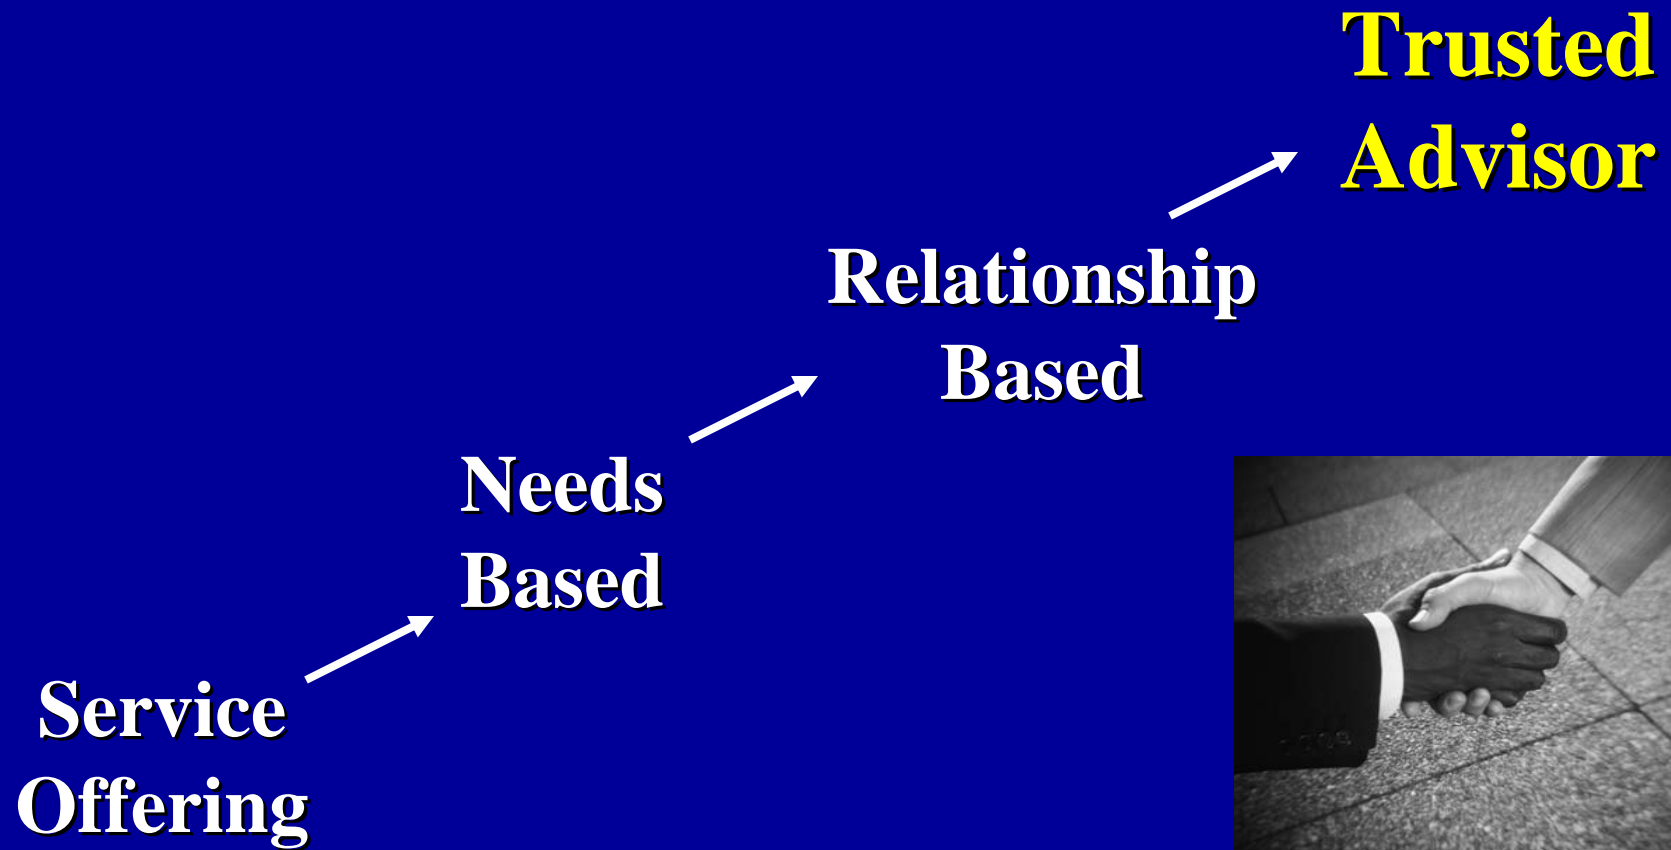 Trusted
Advisor
Relationship
Based
Needs
Based
Service
Offering